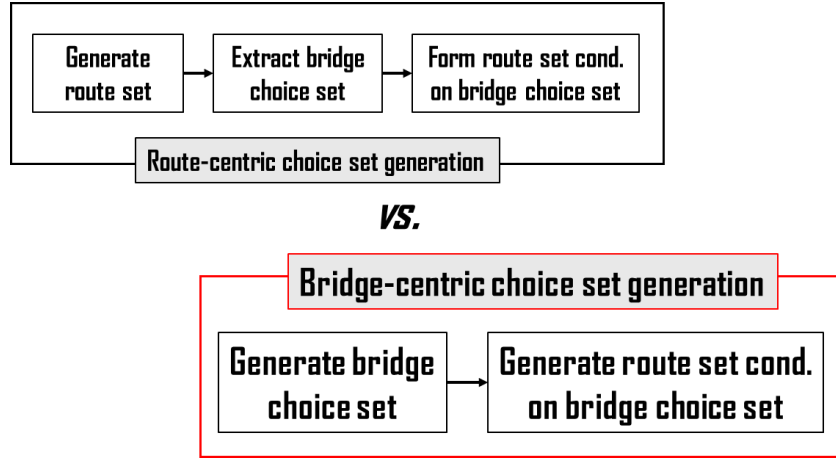 Generate
route set
Extract bridge
choice set
Form route set cond.
on bridge choice set
Route-centric choice set generation
VS.
Bridge-centric choice set generation
Generate bridge
choice set
Generate route set cond.
on bridge choice set